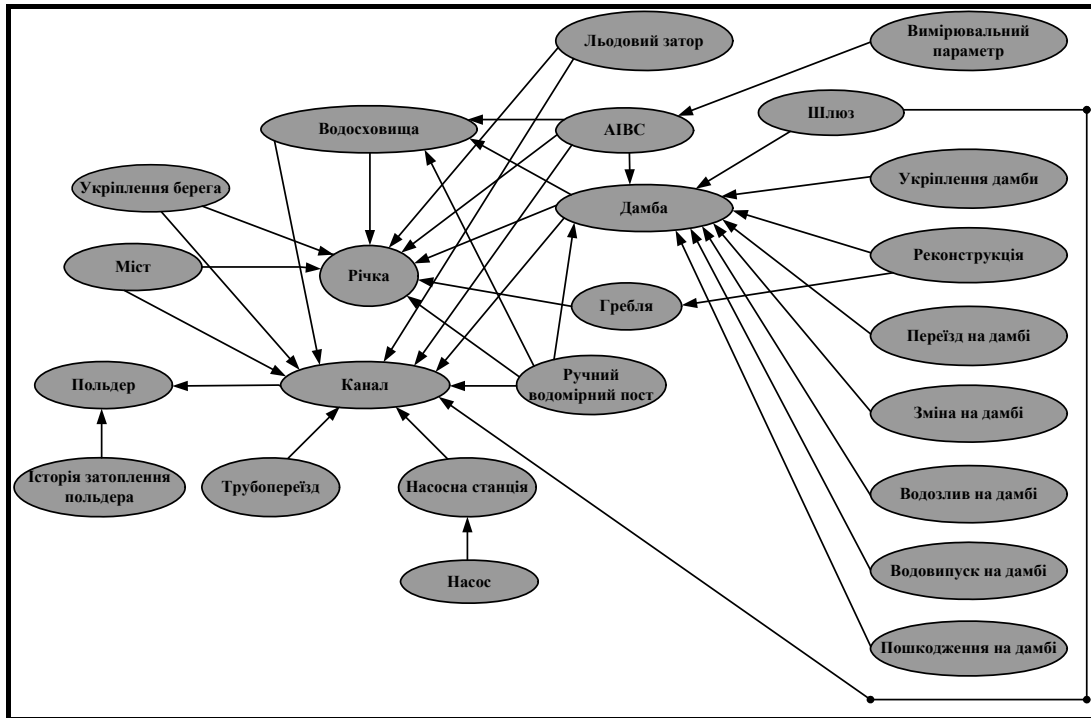 Льодовий затор
Вимірювальний
параметр
Водосховища
АІВС
Шлюз
Укріплення берега
Укріплення дамби
Дамба
Міст
Річка
Реконструкція
Гребля
Переїзд на дамбі
Польдер
Канал
Ручний
водомірний пост
Зміна на дамбі
Історія затоплення
польдера
Трубопереїзд
Насосна станція
Водозлив на дамбі
Насос
Водовипуск на дамбі
Пошкодження на дамбі